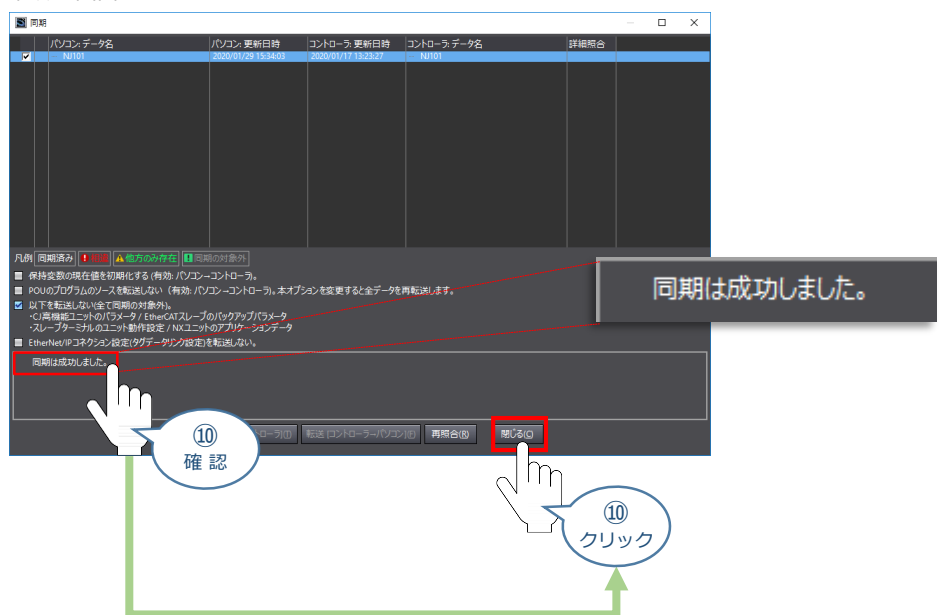 同期
パソコン: データ名 パソコン: 更新日時 コントローラ: 更新日時 コントローラ: データ名 詳細照合
NJ101 2020/01/29 15:34:03 2020/01/17 13:23:27 NJ101
凡例 同期済み 他方のみ存在 同期の対象外
保持変数の現在値を初期化する (有効: パソコン→コントローラ)。
POUのプログラムのソースを転送しない (有効: パソコン→コントローラ)。本オプションを変更すると全データを再転送します。
以下を転送しない(全て同期の対象外)。
・CJ高機能ユニットのパラメータ / EtherCATスレーブのバックアップパラメータ
・スレーブターミナルのユニット動作設定 / NXユニットのアプリケーションデータ
EtherNet/IPコネクション設定(タグデータリンク設定)を転送しない。
同期は成功しました。
同期は成功しました。
ローラ)(T) 転送 [コントローラ→パソコン](E) 再照合(R) 閉じる(C)
⑩
確 認
⑩
クリック